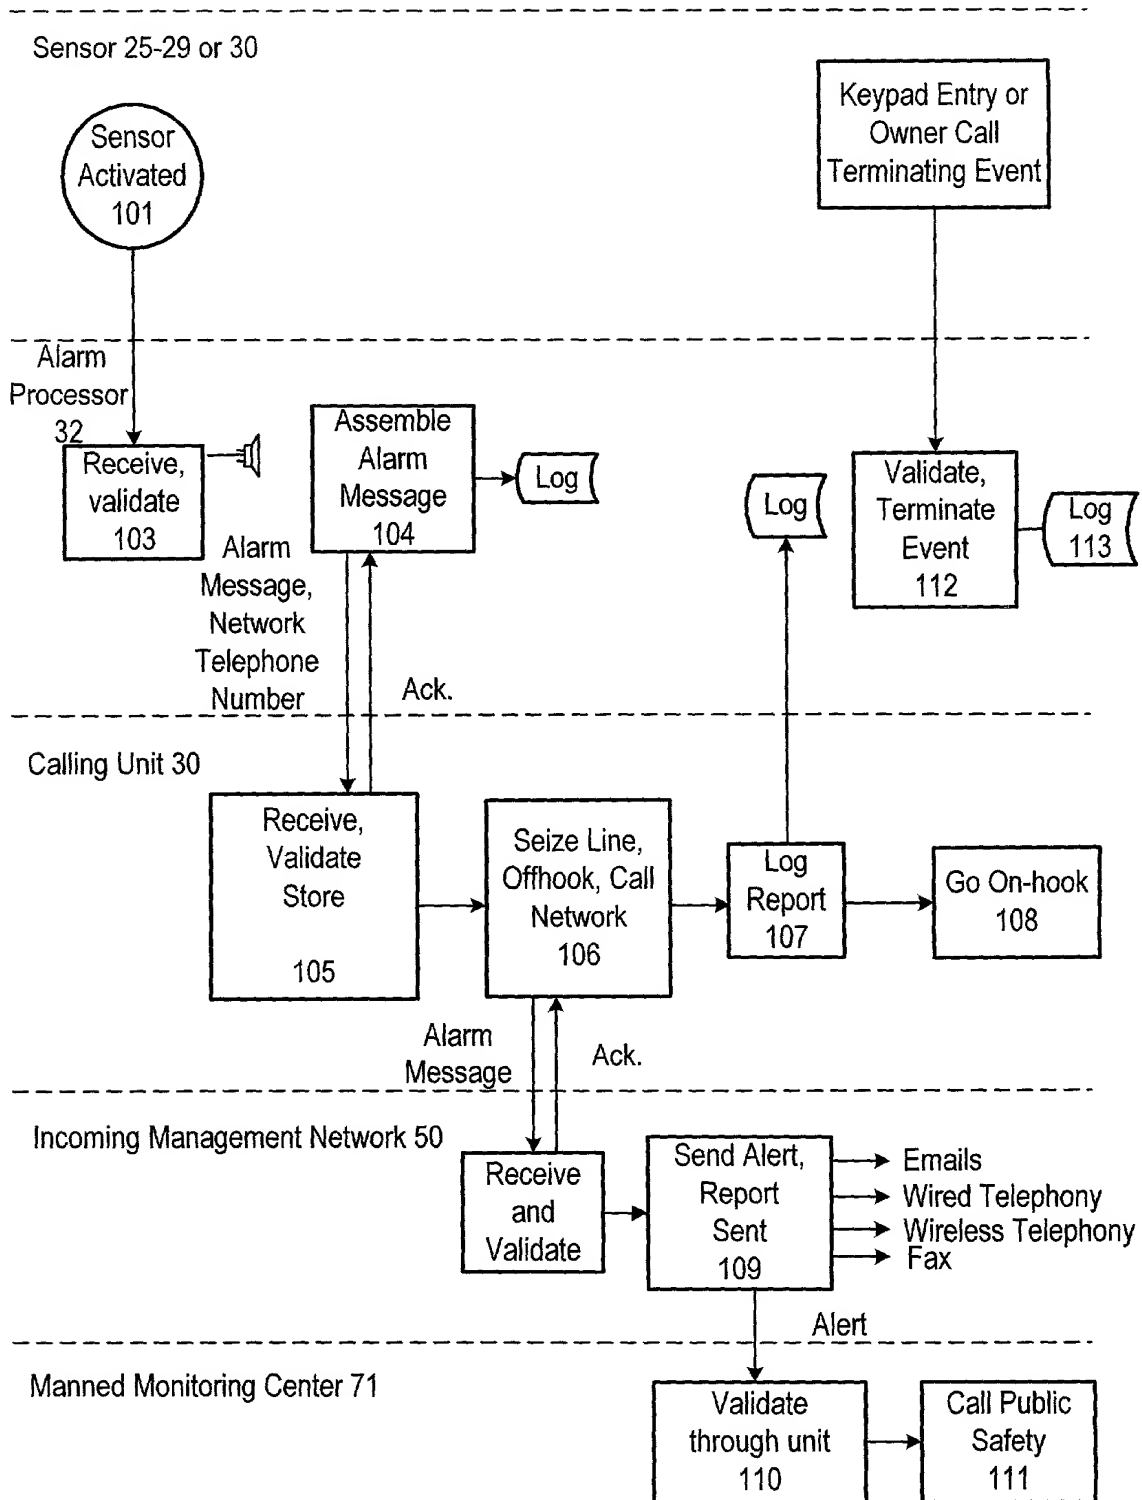 Sensor 25-29 or 30
Sensor
Activated
101
Keypad Entry or
Owner Call
Terminating Event
Alarm
Processor
32
Receive,
validate
103
Assemble
Alarm
Message
104
Log
Log
Validate,
Terminate
Event
112
Log
113
Alarm
Message,
Network
Telephone
Number
Ack.
Calling Unit 30
Receive,
Validate
Store
105
Seize Line,
Offhook, Call
Network
106
Log
Report
107
Go On-hook
108
Alarm
Message
Ack.
Incoming Management Network 50
Receive
and
Validate
Send Alert,
Report
Sent
109
Emails
Wired Telephony
Wireless Telephony
Fax
Alert
Manned Monitoring Center 71
Validate
through unit
110
Call Public
Safety
111